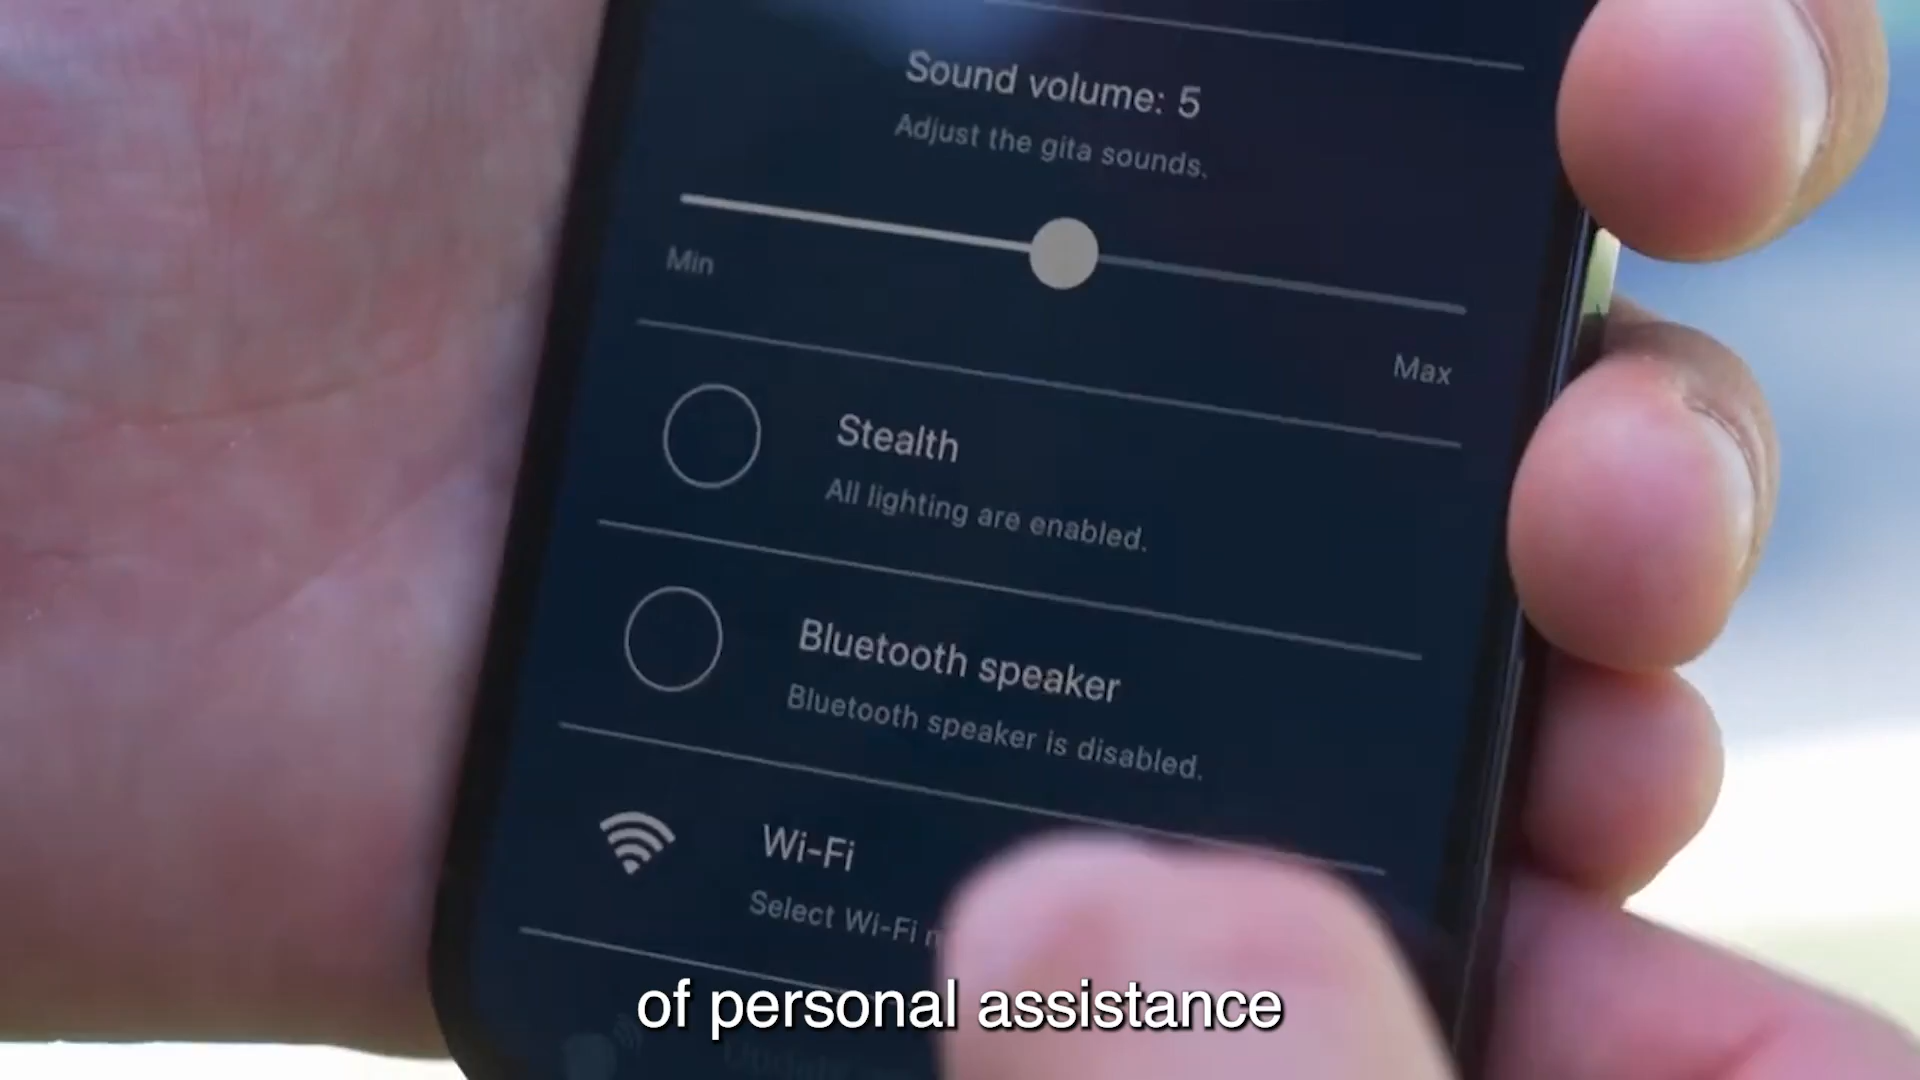 Sound volume: 5
Adjust the gita sounds.
Min
Max
Stealth
All lighting are enabled.
Bluetooth speaker
Bluetooth speaker is disabled.
Wi-Fi
Select Wi-Fi
of personal assistance